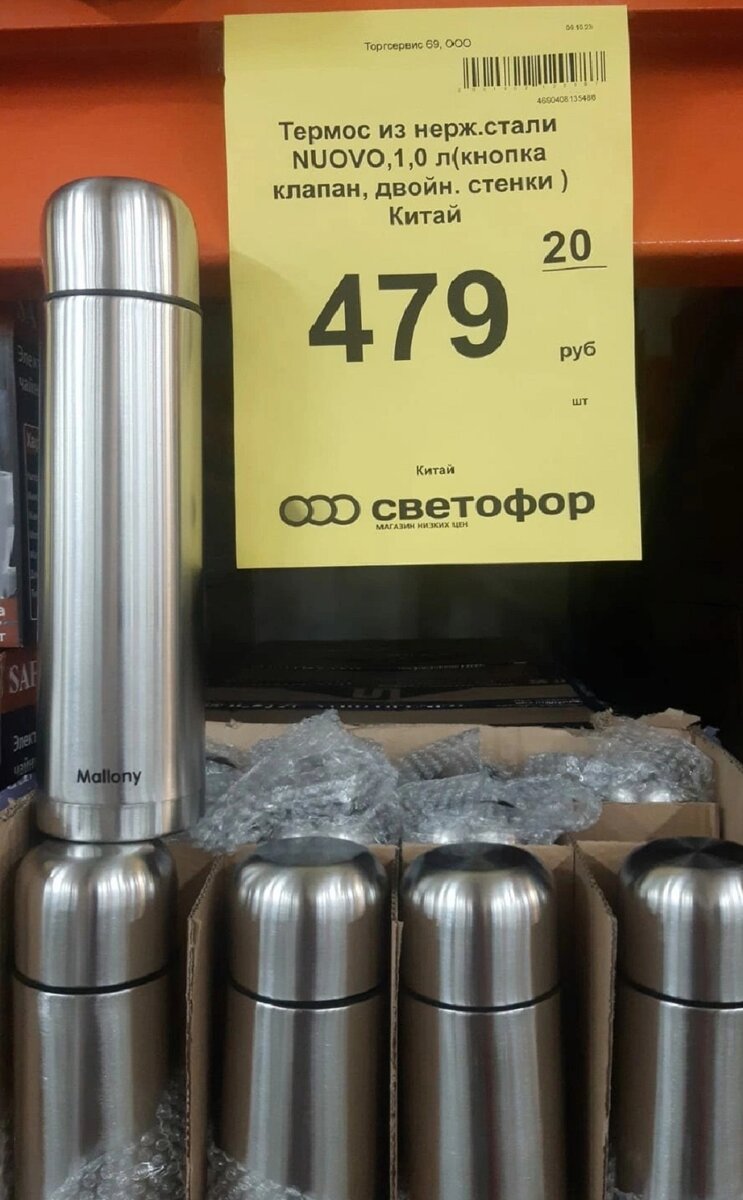 Торгсервис 69, ООО
4690408135486
Термос из нерж.стали
NUOVO,1,0 л(кнопка
клапан, двойн. стенки )
Китай
479
20
руб
шт
Китай
светофор
МАГАЗИН НИЗКИХ ЦЕН
Mallony